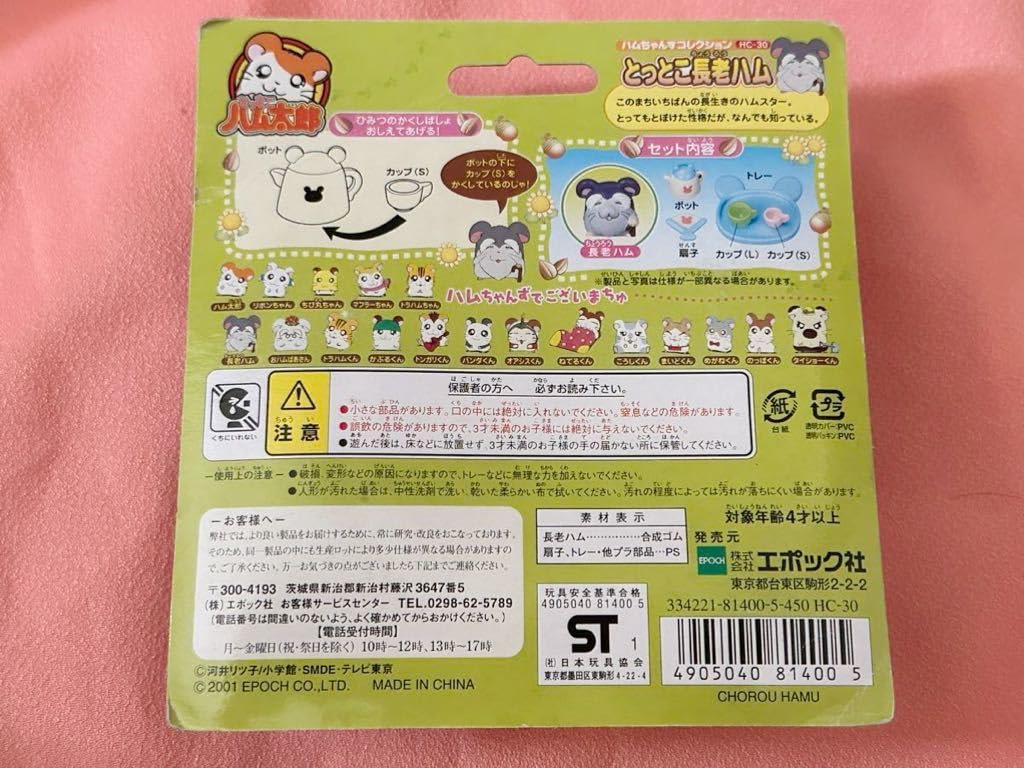 ハム太郎
ハムちゃんずコレクション HC-30
とっとこ長老ハム
このまちいちばんの長生きのハムスター。
とってもとぼけた性格だが、なんでも知っている。
ひみつのかくしばしょ
おしえてあげる!
ポット
カップ(S)
ポットの下に
カップ(S)を
かくしているのじゃ!
セット内容
長老ハム
ポット
扇子
トレー
カップ(L) カップ(S)
※製品と写真は仕様が一部異なる場合があります。
ハム太郎 リボンちゃん ちび丸ちゃん マフラーちゃん トラハムちゃん
ハムちゃんずでございまちゅ
長老ハム おハムばあさん トラハムくん かぶるくん トンガリくん パンダくん オアシスくん ねてるくん こうしくん まいどくん めがねくん のっぽくん タイショーくん
くちにいれない
注意
保護者の方へ 必ずお読み下さい。
●小さな部品があります。口の中には絶対に入れないでください。窒息などの危険があります。
●誤飲の危険がありますので、3才未満のお子様には絶対に与えないでください。
●遊んだ後は、床などに放置せず、3才未満のお子様の手の届かない所に保管してください。
紙
台紙
プラ
透明カバー:PVC
透明パッキン:PVC
ー使用上の注意ー ●破損、変形などの原因になりますので、トレーなどに無理な力を加えないでください。
●人形が汚れた場合は、中性洗剤で洗い、乾いた柔らかい布で拭いてください。汚れの程度によっては汚れが落ちにくい場合があります。
ーお客様へー
弊社では、より良い製品をお届けするために、常に研究・改良をおこなっております。
そのため、同一製品の中にも生産ロットにより多少仕様が異なる場合があります
ので、ご了承ください。万一お気づきの点がございましたら下記までご連絡ください。
〒300-4193 茨城県新治郡新治村藤沢3647番5
(株)エポック社 お客様サービスセンター TEL.0298-62-5789
(電話番号は間違いのないよう、よく確かめてからおかけください。)
【電話受付時間】
月〜金曜日(祝・祭日を除く) 10時〜12時、13時〜17時
©河井リツ子/小学館・SMDE・テレビ東京
©2001 EPOCH CO.,LTD. MADE IN CHINA
素材表示
長老ハム…………合成ゴム
扇子、トレー・他プラ部品…PS
玩具安全基準合格
4905040 81400 5
ST 1
(社)日本玩具協会
東京都墨田区東駒形4-22-4
対象年齢4才以上
発売元
EPOCH 株式会社 エポック社
東京都台東区駒形2-2-2
334221-81400-5-450 HC-30
4905040 814005
CHOROU HAMU